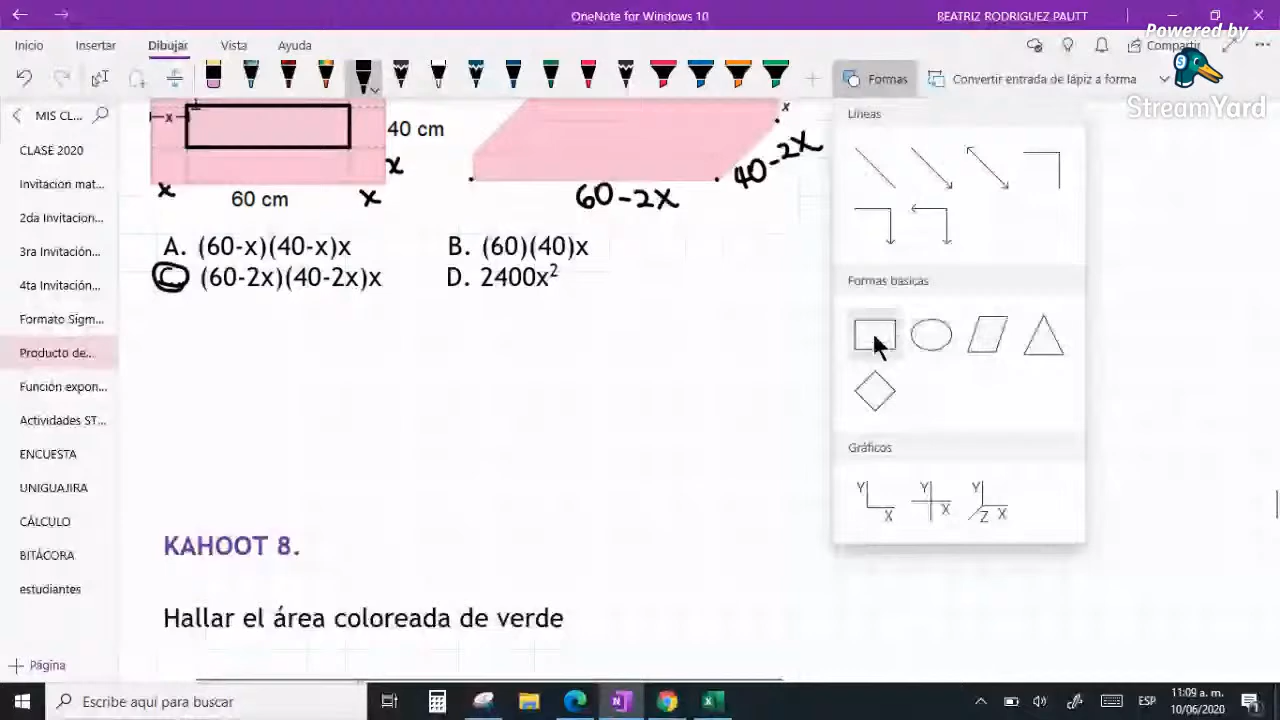 OneNote for Windows 10
BEATRIZ RODRIGUEZ PAUTT
Powered by
StreamYard
Inicio
Insertar
Dibujar
Vista
Ayuda
Compartir
Formas
Convertir entrada de lápiz a forma
MIS CL...
CLASE 2020
Invitacion mat...
2da Invitacion...
3ra Invitación...
4ta Invitación...
Formato Sigm...
Producto de...
Función expon...
Actividades ST...
ENCUESTA
UNIGUAJIRA
CÁLCULO
BITÁCORA
estudiantes
Página
x
40 cm
x
x
60 cm
x
x
40-2X
60-2X
A. (60-x)(40-x)x
B. (60)(40)x
(60-2x)(40-2x)x
D. 2400x²
KAHOOT 8.
Hallar el área coloreada de verde
Líneas
Formas básicas
Gráficos
Y
X
Y
X
Y
Z
X
Escribe aquí para buscar
ESP
11:09 a. m.
10/06/2020